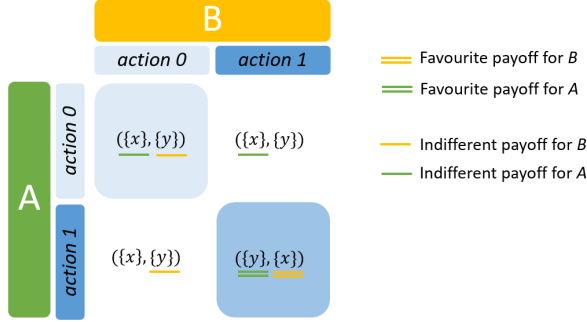 B
action 0 action 1
A
action 0
({x}, {y}) ({x}, {y})
action 1
({x}, {y}) ({y}, {x})
Favourite payoff for B
Favourite payoff for A
Indifferent payoff for B
Indifferent payoff for A